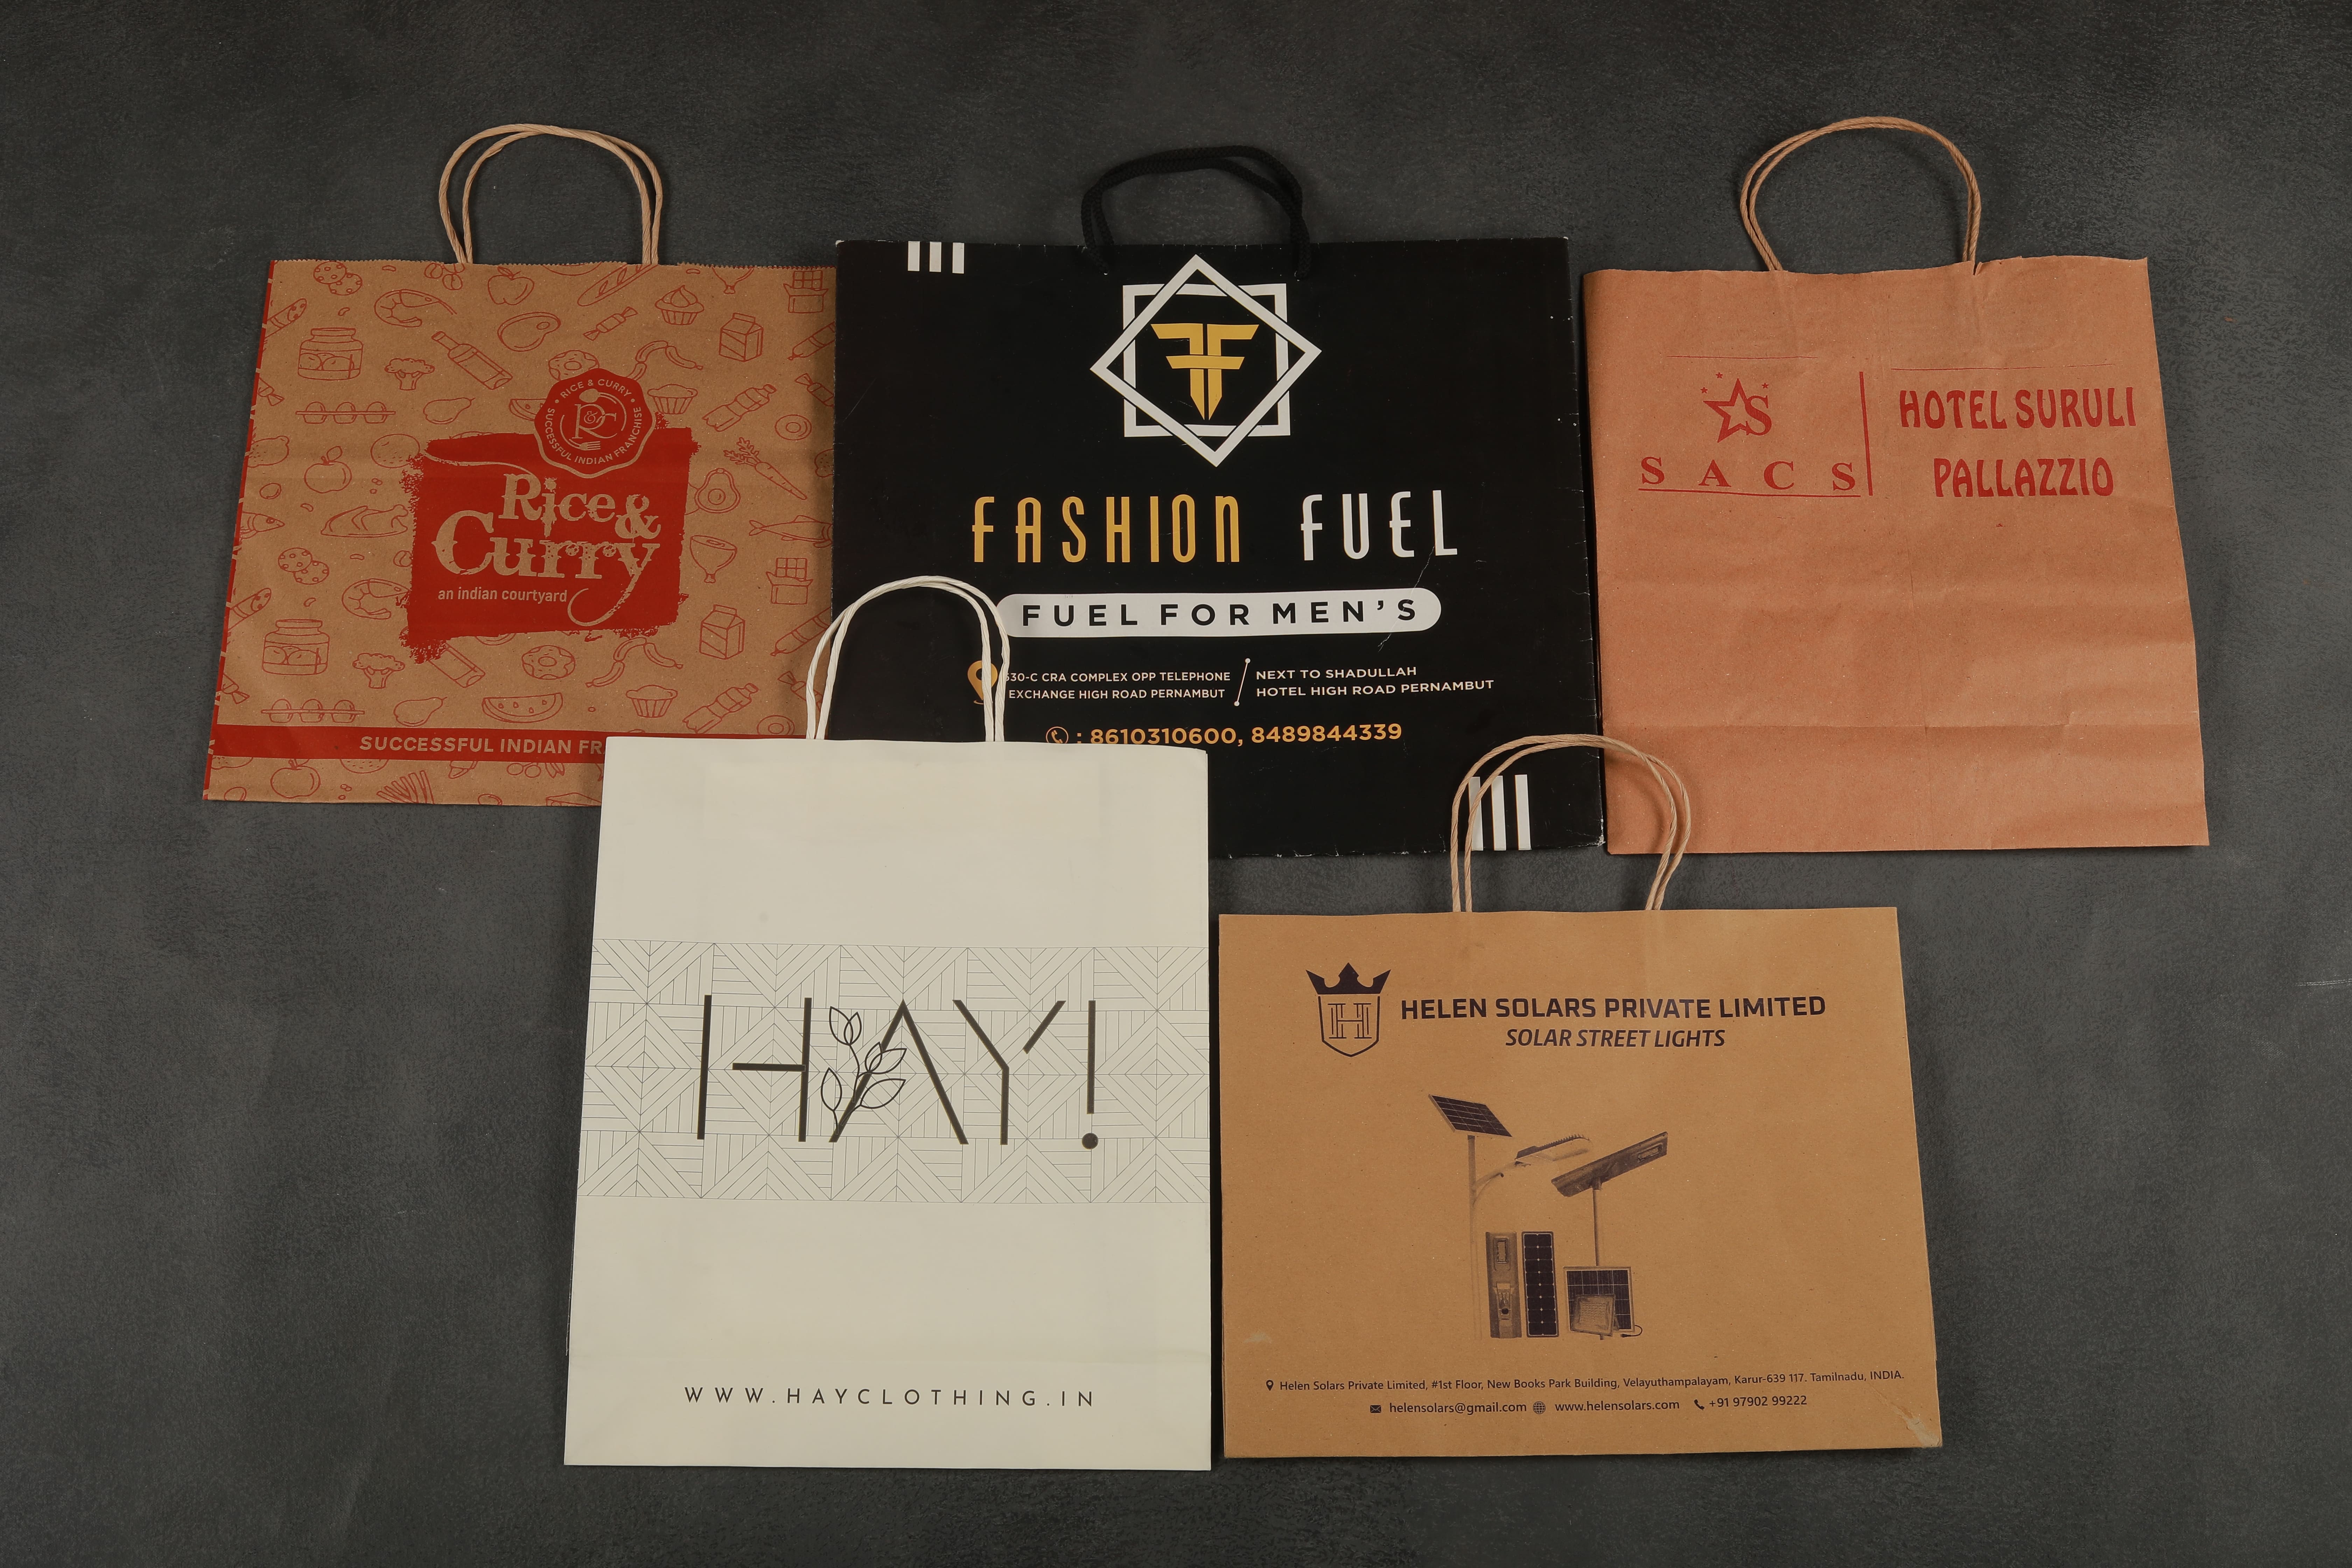 RICE & CURRY
SUCCESSFUL INDIAN FRANCHISE
R&C
Rice &
Curry
an indian courtyard
SUCCESSFUL INDIAN FR
FF
FASHION FUEL
FUEL FOR MEN'S
630-C CRA COMPLEX OPP TELEPHONE
EXCHANGE HIGH ROAD PERNAMBUT
NEXT TO SHADULLAH
HOTEL HIGH ROAD PERNAMBUT
: 8610310600, 8489844339
S
SACS
HOTEL SURULI
PALLAZZIO
HAY!
WWW.HAYCLOTHING.IN
H
HELEN SOLARS PRIVATE LIMITED
SOLAR STREET LIGHTS
Helen Solars Private Limited, #1st Floor, New Books Park Building, Velayuthampalayam, Karur-639 117. Tamilnadu, INDIA.
helensolars@gmail.com www.helensolars.com +91 97902 99222